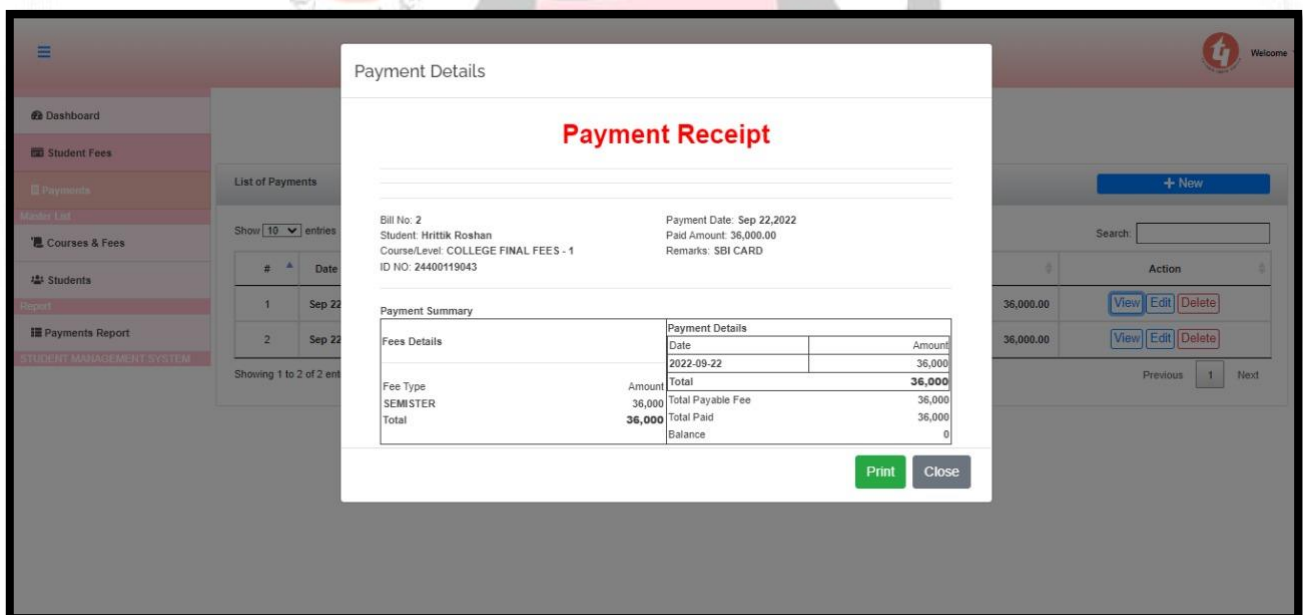 Welcome
Payment Details
Dashboard
Student Fees
Payments
Master List
Courses & Fees
Students
Report
Payments Report
STUDENT MANAGEMENT SYSTEM
List of Payments
+ New
Show 10 entries
Search:
# Date Action
1 Sep 22 36,000.00 View Edit Delete
2 Sep 22 36,000.00 View Edit Delete
Showing 1 to 2 of 2 ent
Previous 1 Next
Payment Receipt
Bill No: 2
Student: Hrittik Roshan
Course/Level: COLLEGE FINAL FEES - 1
ID NO: 24400119043
Payment Date: Sep 22,2022
Paid Amount: 36,000.00
Remarks: SBI CARD
Payment Summary
Fees Details
Fee Type Amount
SEMISTER 36,000
Total 36,000
Payment Details
Date Amount
2022-09-22 36,000
Total 36,000
Total Payable Fee 36,000
Total Paid 36,000
Balance 0
Print Close